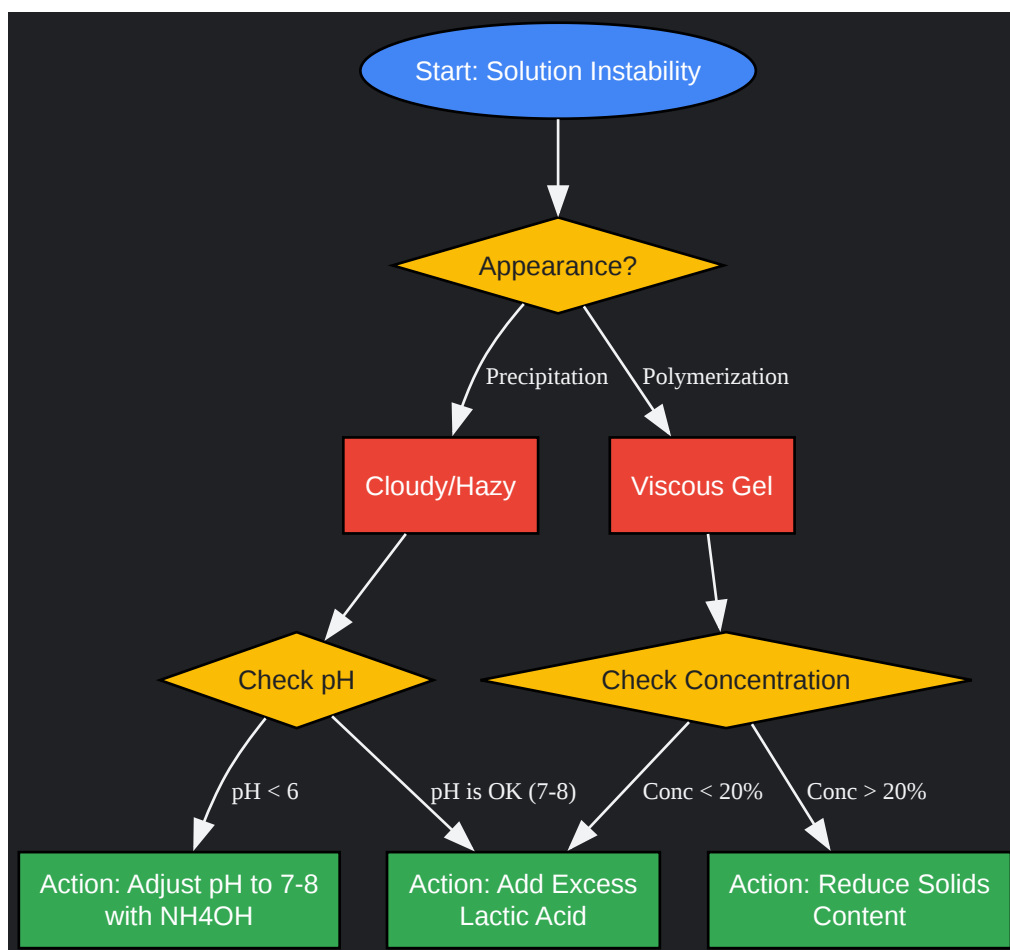 Start: Solution Instability
Appearance?
Precipitation
Polymerization
Cloudy/Hazy
Viscous Gel
Check pH
Check Concentration
pH < 6
pH is OK (7-8)
Conc < 20%
Conc > 20%
Action: Adjust pH to 7-8
with NH4OH
Action: Add Excess
Lactic Acid
Action: Reduce Solids
Content